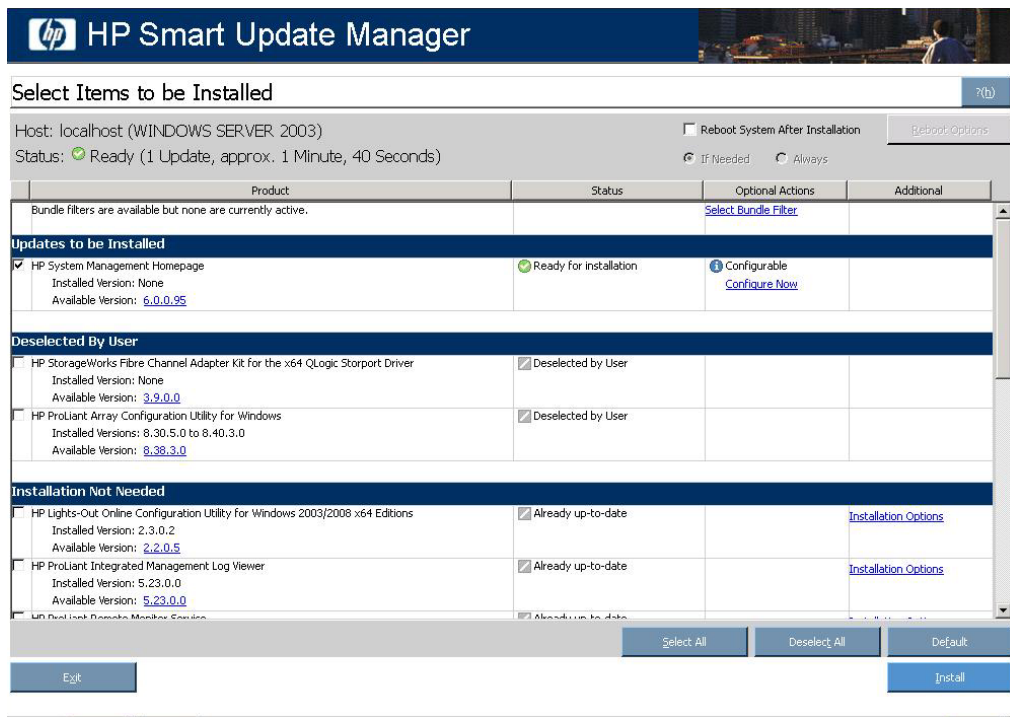 hp HP Smart Update Manager
Select Items to be Installed ?(h)
Host: localhost (WINDOWS SERVER 2003) Reboot System After Installation Reboot Options
Status: Ready (1 Update, approx. 1 Minute, 40 Seconds) If Needed Always
Product Status Optional Actions Additional
Bundle filters are available but none are currently active. Select Bundle Filter
Updates to be Installed
HP System Management Homepage Ready for installation Configurable
Installed Version: None Configure Now
Available Version: 6.0.0.95
Deselected By User
HP StorageWorks Fibre Channel Adapter Kit for the x64 QLogic Storport Driver Deselected by User
Installed Version: None
Available Version: 3.9.0.0
HP ProLiant Array Configuration Utility for Windows Deselected by User
Installed Versions: 8.30.5.0 to 8.40.3.0
Available Version: 8.38.3.0
Installation Not Needed
HP Lights-Out Online Configuration Utility for Windows 2003/2008 x64 Editions Already up-to-date Installation Options
Installed Version: 2.3.0.2
Available Version: 2.2.0.5
HP ProLiant Integrated Management Log Viewer Already up-to-date Installation Options
Installed Version: 5.23.0.0
Available Version: 5.23.0.0
HP ProLiant Remote Monitor Service Already up-to-date
Select All Deselect All Default
Exit Install